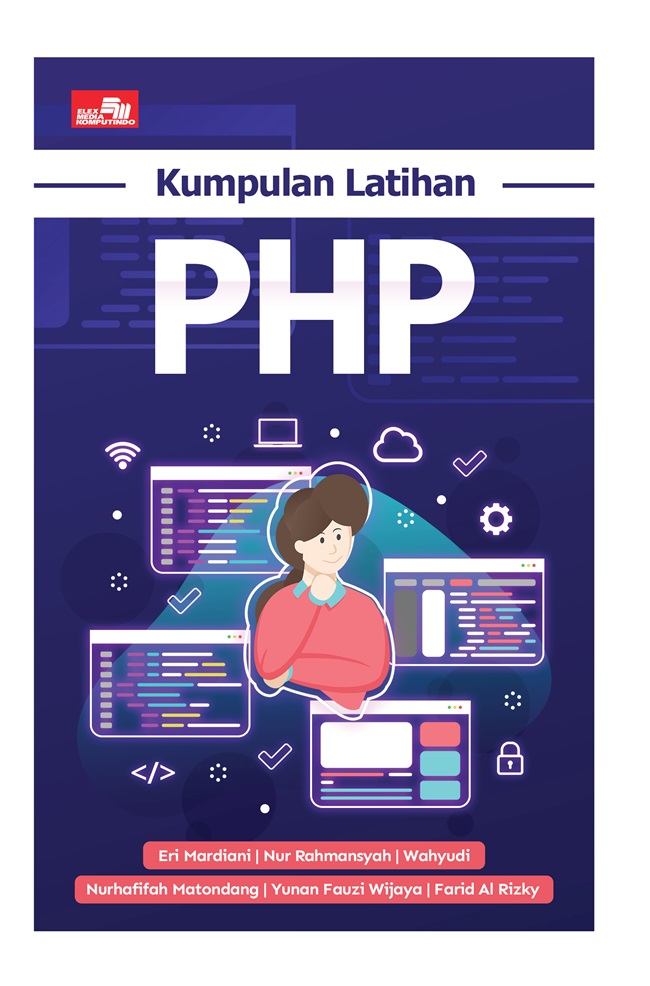 ELEX
MEDIA
KOMPUTINDO
Kumpulan Latihan
PHP
</>
Eri Mardiani | Nur Rahmansyah | Wahyudi
Nurhafifah Matondang | Yunan Fauzi Wijaya | Farid Al Rizky